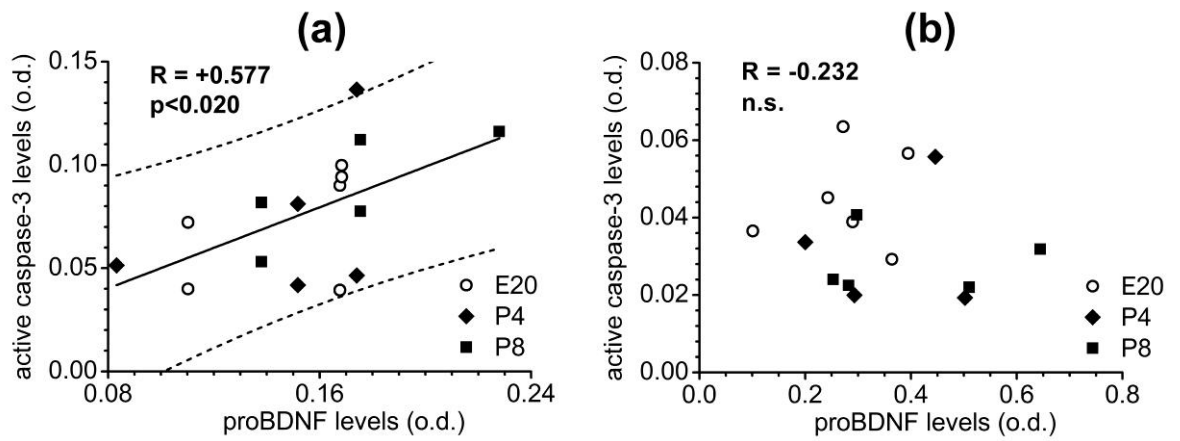 (a)
R = +0.577
p<0.020
active caspase-3 levels (o.d.)
0.15
0.10
0.05
0.00
E20
P4
P8
0.08
0.16
0.24
proBDNF levels (o.d.)
(b)
R = -0.232
n.s.
active caspase-3 levels (o.d.)
0.08
0.06
0.04
0.02
0.00
E20
P4
P8
0.0
0.2
0.4
0.6
0.8
proBDNF levels (o.d.)